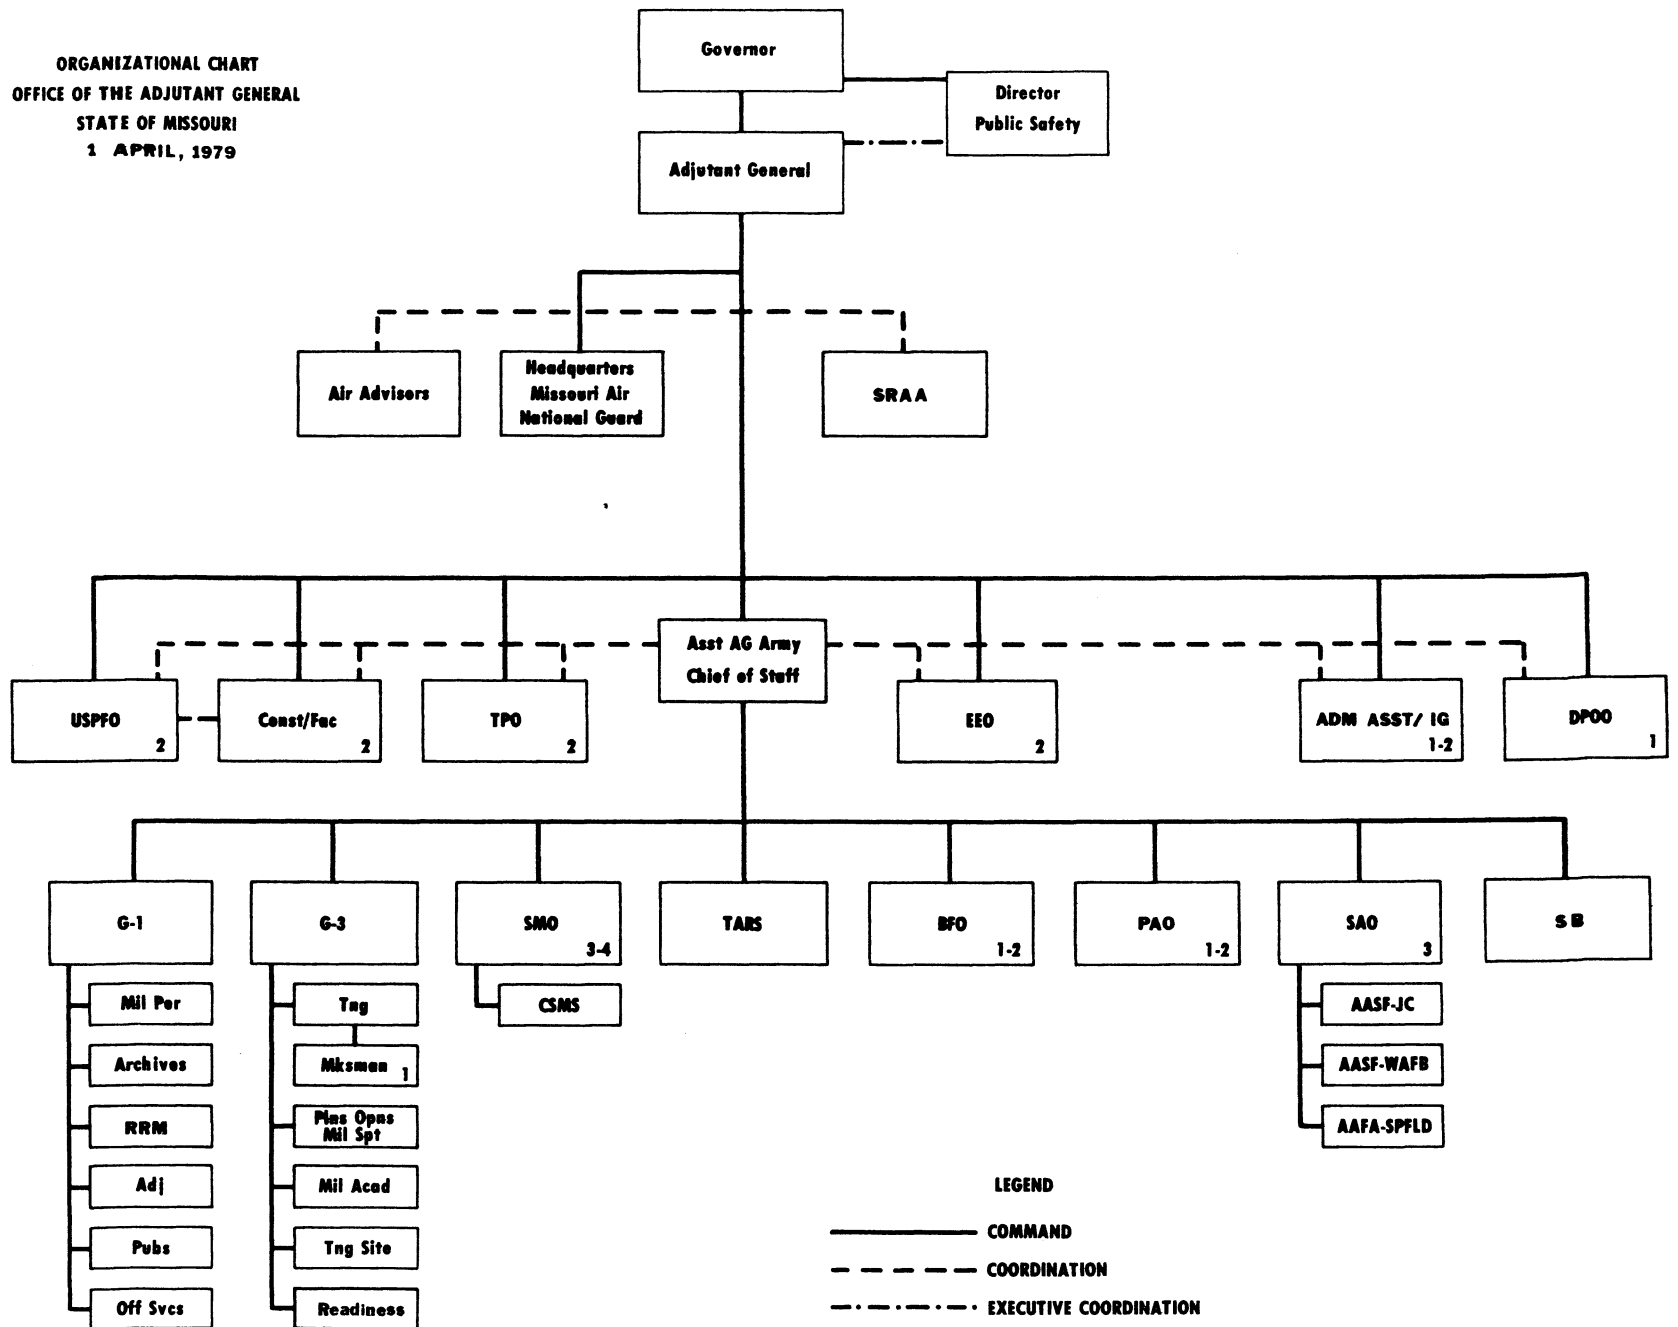 ORGANIZATIONAL CHART
OFFICE OF THE ADJUTANT GENERAL
STATE OF MISSOURI
1 APRIL, 1979
Governor
Director
Public Safety
Adjutant General
Air Advisors
Headquarters
Missouri Air
National Guard
SRAA
Asst AG Army
Chief of Staff
USPFO
2
Const/Fac
2
TPO
2
EEO
2
ADM ASST/ IG
1-2
DPOO
1
G-1
G-3
SMO
3-4
TARS
BFO
1-2
PAO
1-2
SAO
3
SB
Mil Per
Archives
RRM
Adj
Pubs
Off Svcs
Tng
Mksman 1
Plns Opns
Mil Spt
Mil Acad
Tng Site
Readiness
CSMS
AASF-JC
AASF-WAFB
AAFA-SPFLD
LEGEND
COMMAND
COORDINATION
EXECUTIVE COORDINATION